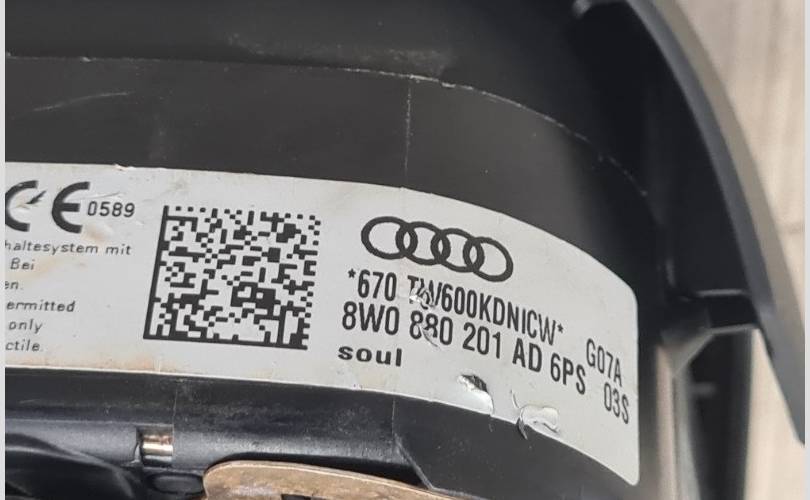 CE 0589
haltesystem mit
Bei
en.
ermitted
only
ctile.
*670 TW600KDNICW* G07A
8W0 880 201 AD 6PS 03S
soul